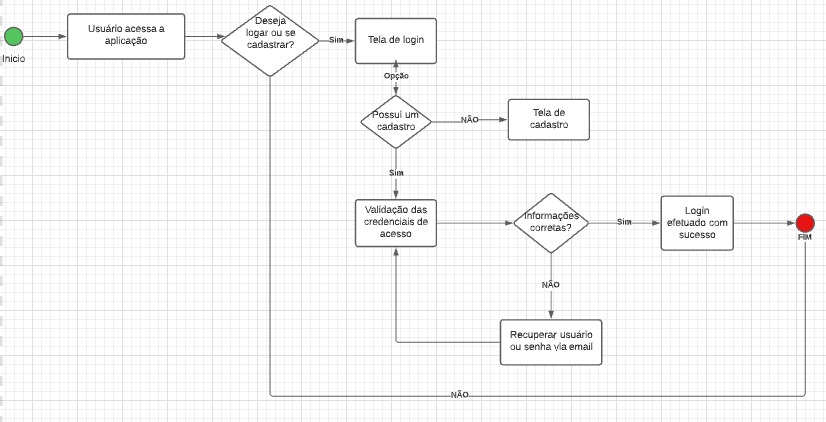 Inicio
Usuário acessa a
aplicação
Deseja
logar ou se
cadastrar?
Sim
Tela de login
Opção
Possui um
cadastro
NÃO
Tela de
cadastro
Sim
Validação das
credenciais de
acesso
Informações
corretas?
Sim
Login
efetuado com
sucesso
FIM
NÃO
Recuperar usuário
ou senha via email
NÃO